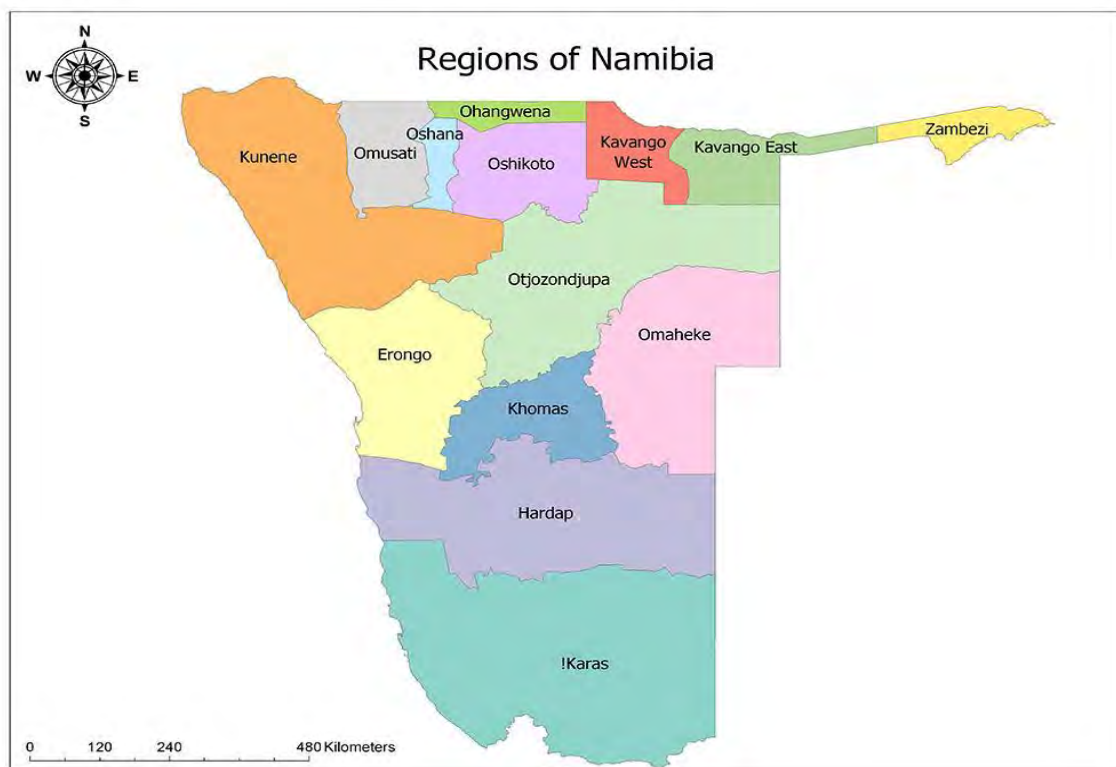 N
W E
S
Regions of Namibia
Ohangwena
Zambezi
Oshana
Kunene
Omusati
Kavango
West
Kavango East
Oshikoto
Otjozondjupa
Omaheke
Erongo
Khomas
Hardap
!Karas
0 120 240 480 Kilometers